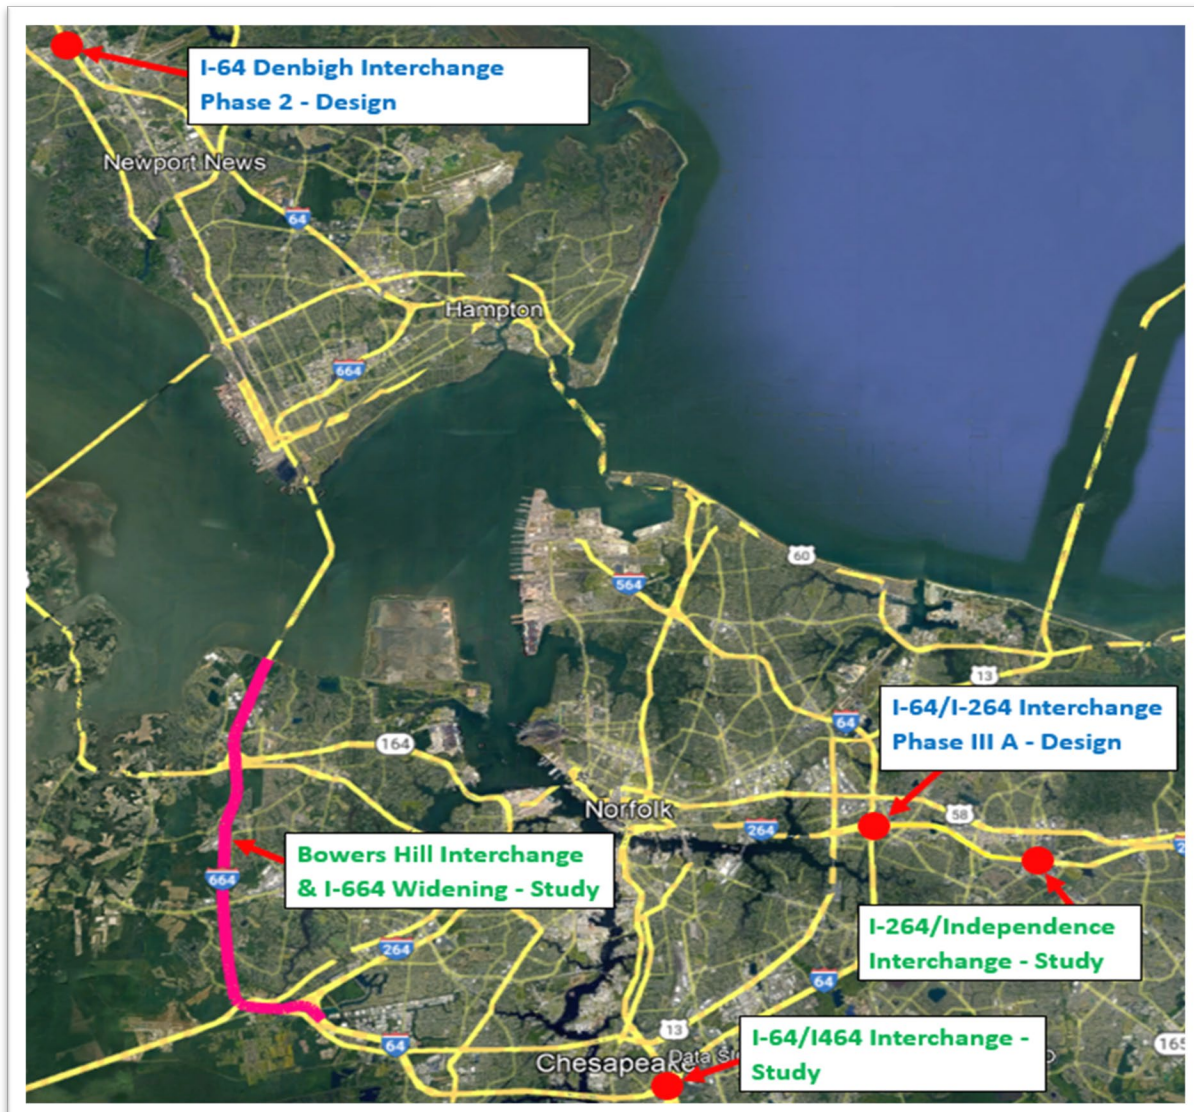 I-64 Denbigh Interchange
Phase 2 - Design
Newport News
64
Hampton
664
60
564
13
I-64/I-264 Interchange
Phase III A - Design
64
164
Norfolk
58
264
Bowers Hill Interchange
& I-664 Widening - Study
664
I-264/Independence
Interchange - Study
264
64
13
I-64/I464 Interchange -
Study
64
165
Chesapeake
Data